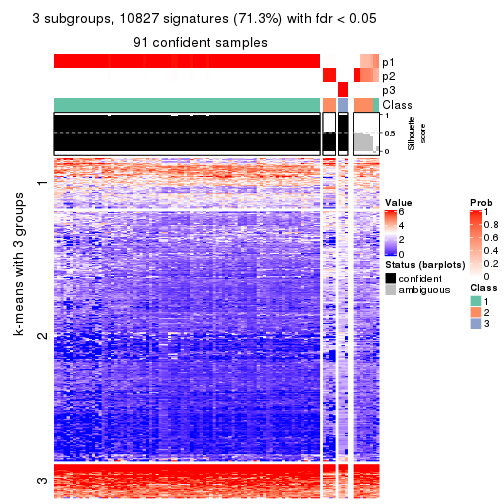 3 subgroups, 10827 signatures (71.3%) with fdr < 0.05
91 confident samples
p1
p2
p3
Class
1
0.5
0
Silhouette
score
k-means with 3 groups
1
2
3
Value
6
4
2
0
Status (barplots)
confident
ambiguous
Prob
1
0.8
0.6
0.4
0.2
0
Class
1
2
3